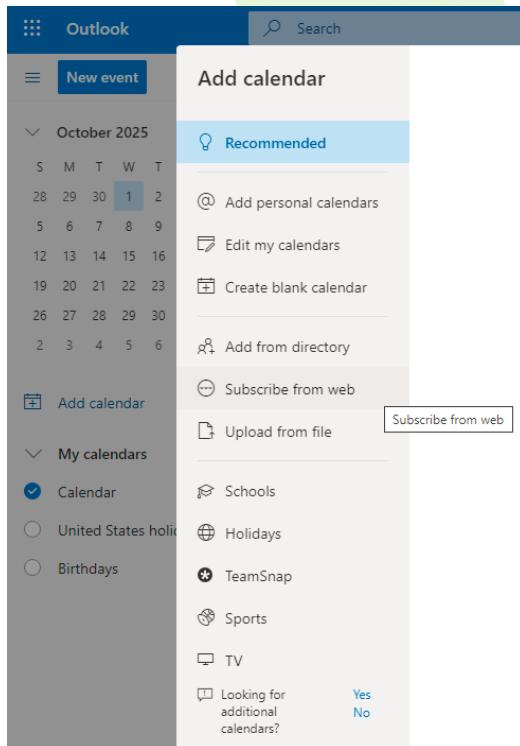 Outlook
Search
New event
Add calendar
October 2025
S M T W T
28 29 30 1 2
5 6 7 8 9
12 13 14 15 16
19 20 21 22 23
26 27 28 29 30
2 3 4 5 6
Add calendar
My calendars
Calendar
United States holid
Birthdays
Recommended
Add personal calendars
Edit my calendars
Create blank calendar
Add from directory
Subscribe from web
Subscribe from web
Upload from file
Schools
Holidays
TeamSnap
Sports
TV
Looking for
additional
calendars?
Yes
No